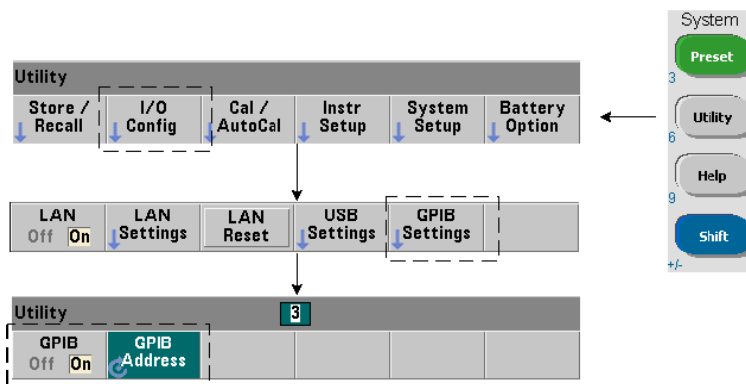 System
Preset
3
Utility
6
Help
9
Shift
+/-
Utility
Store / Recall
I/O Config
Cal / AutoCal
Instr Setup
System Setup
Battery Option
LAN
Off On
LAN Settings
LAN Reset
USB Settings
GPIB Settings
Utility
3
GPIB
Off On
GPIB Address